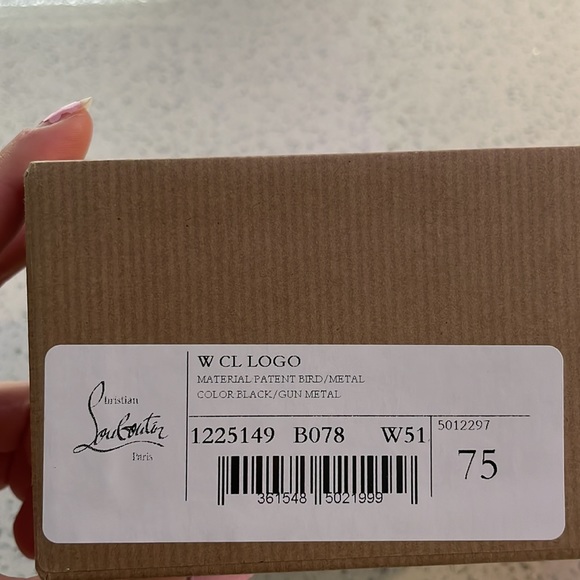 Christian
Louboutin
Paris
W CL LOGO
MATERIAL:PATENT BIRD/METAL
COLOR:BLACK/GUN METAL
1225149 B078 W51
5012297
75
361548 5021999